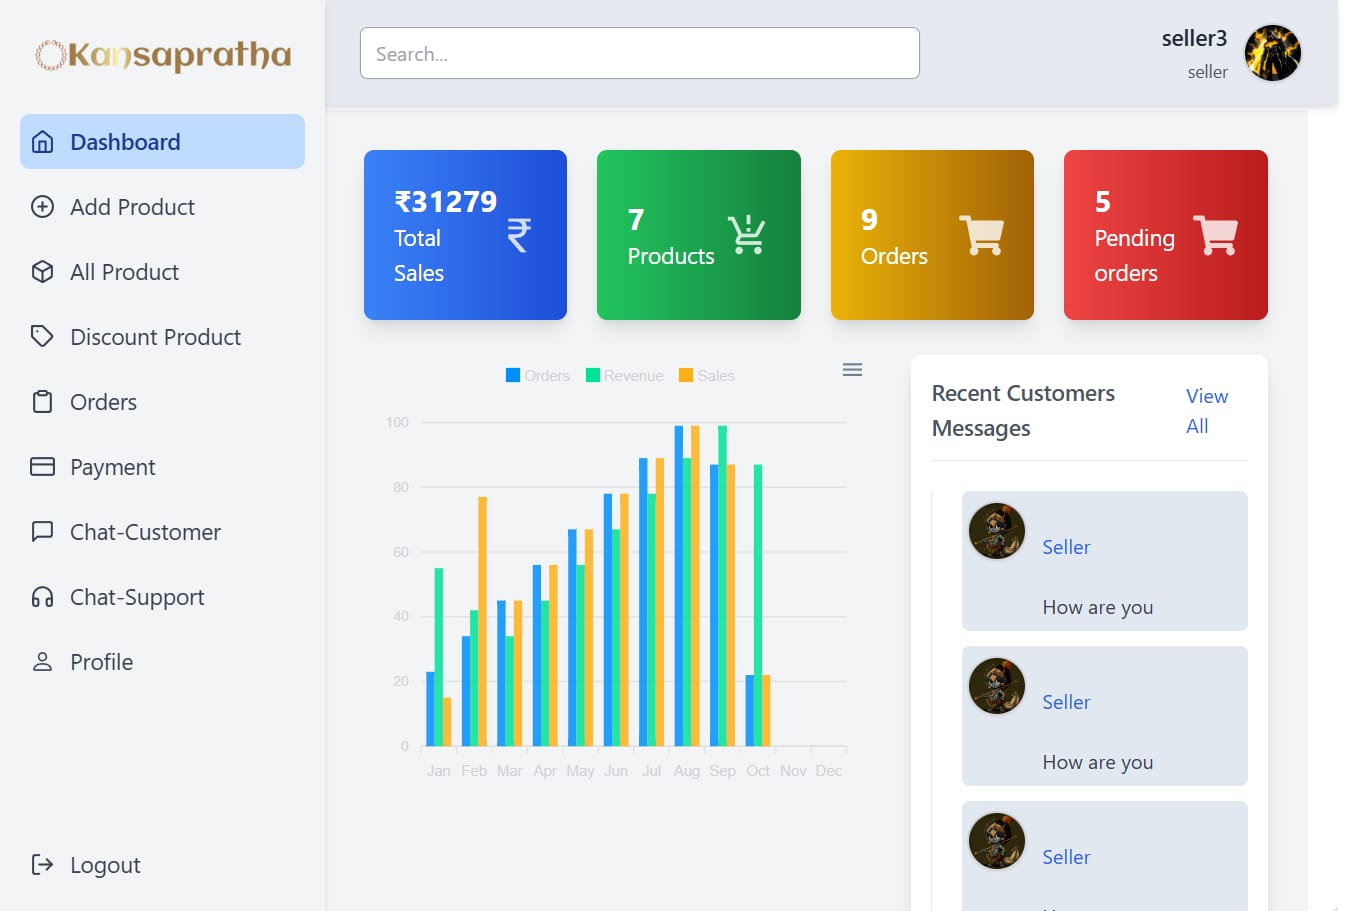 Kansapratha
Dashboard
Add Product
All Product
Discount Product
Orders
Payment
Chat-Customer
Chat-Support
Profile
Logout
Search...
seller3
seller
₹31279
Total
Sales
7
Products
9
Orders
5
Pending
orders
Orders Revenue Sales
100
80
60
40
20
0
Jan Feb Mar Apr May Jun Jul Aug Sep Oct Nov Dec
Recent Customers
Messages
View
All
Seller
How are you
Seller
How are you
Seller